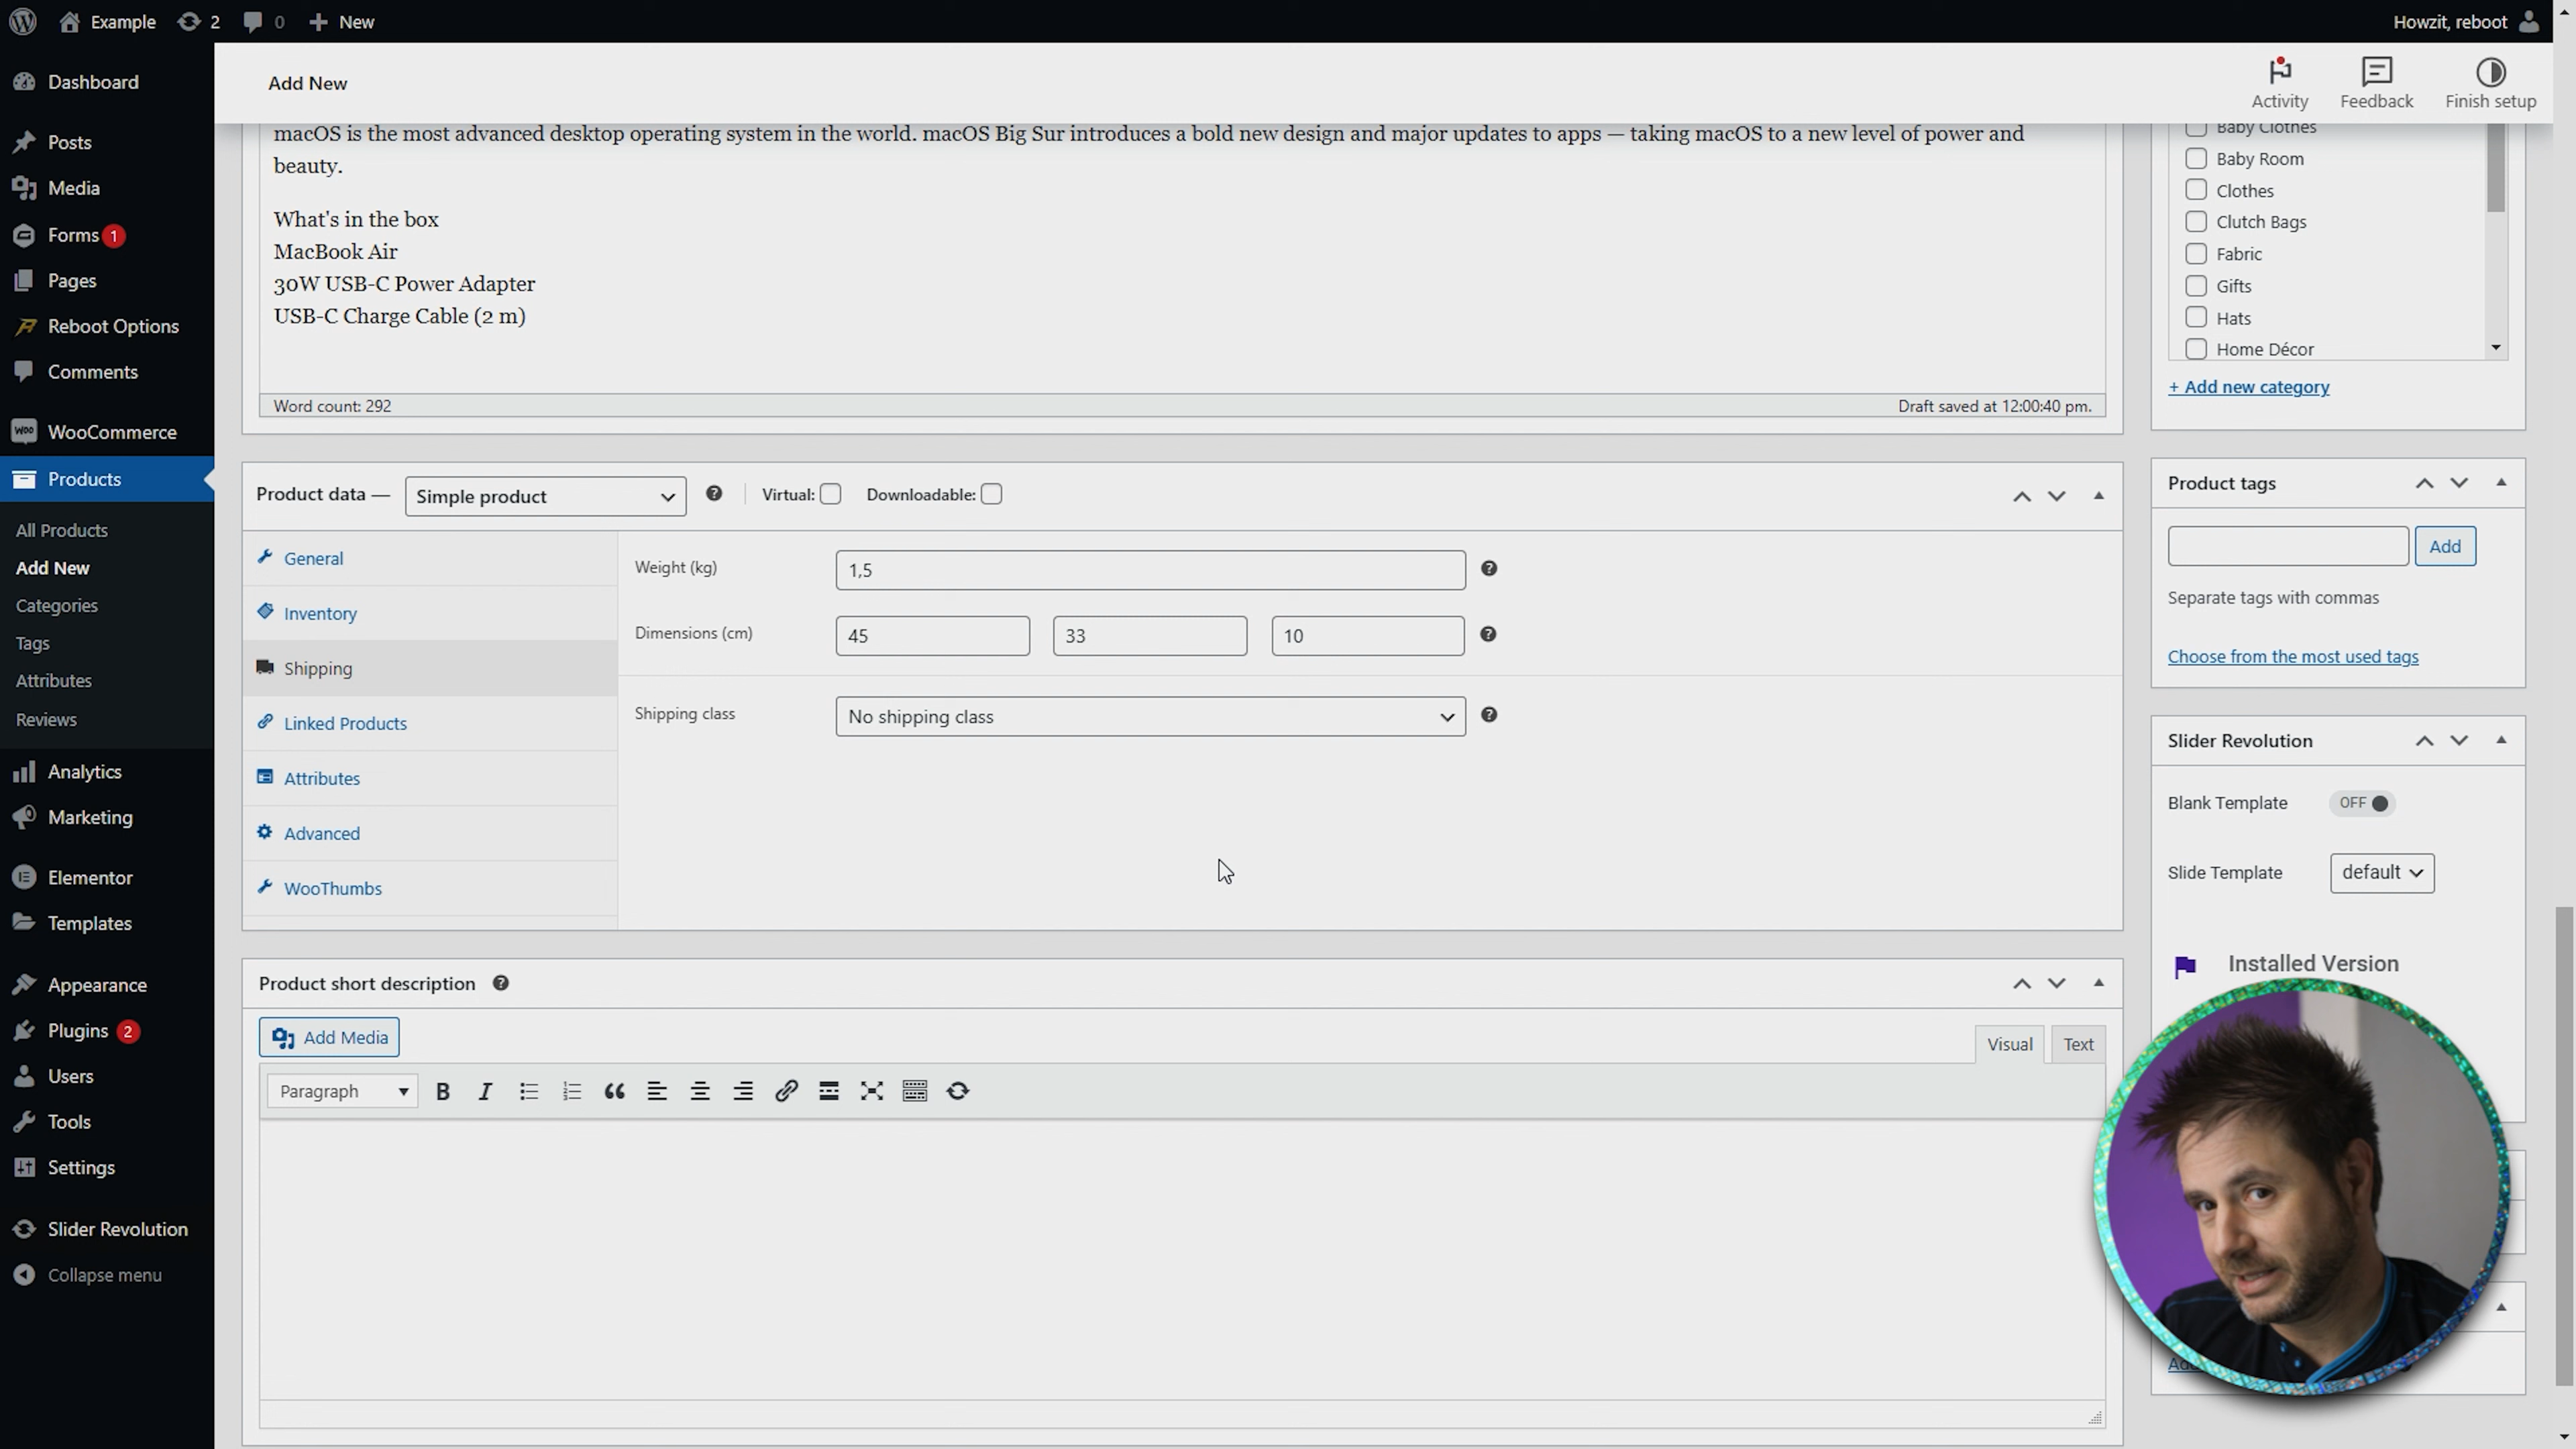 Example
2
0
New
Howzit, reboot
Dashboard
Posts
Media
Forms 1
Pages
Reboot Options
Comments
WooCommerce
Products
All Products
Add New
Categories
Tags
Attributes
Reviews
Analytics
Marketing
Elementor
Templates
Appearance
Plugins 2
Users
Tools
Settings
Slider Revolution
Collapse menu
Add New
Activity
Feedback
Finish setup
macOS is the most advanced desktop operating system in the world. macOS Big Sur introduces a bold new design and major updates to apps — taking macOS to a new level of power and
beauty.
What's in the box
MacBook Air
30W USB-C Power Adapter
USB-C Charge Cable (2 m)
Word count: 292
Draft saved at 12:00:40 pm.
Product data — Simple product
Virtual:
Downloadable:
General
Inventory
Shipping
Linked Products
Attributes
Advanced
WooThumbs
Weight (kg)
1,5
Dimensions (cm)
45
33
10
Shipping class
No shipping class
Product short description
Add Media
Visual
Text
Paragraph
B
I
Baby Clothes
Baby Room
Clothes
Clutch Bags
Fabric
Gifts
Hats
Home Décor
+ Add new category
Product tags
Add
Separate tags with commas
Choose from the most used tags
Slider Revolution
Blank Template
OFF
Slide Template
default
Installed Version